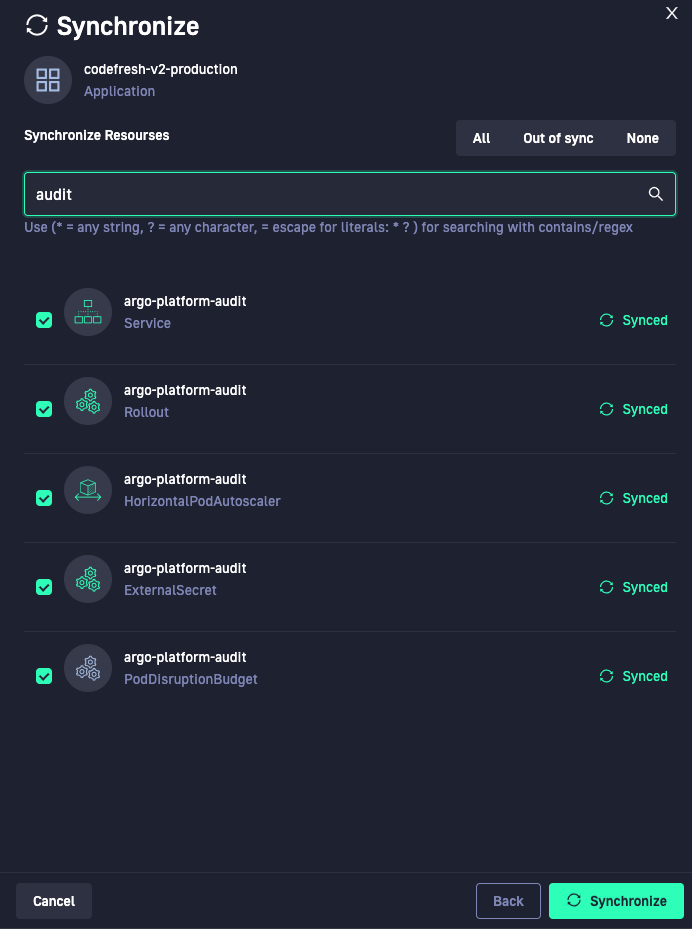 X
Synchronize
codefresh-v2-production
Application
Synchronize Resourses
All Out of sync None
audit
Use (* = any string, ? = any character, = escape for literals: * ? ) for searching with contains/regex
argo-platform-audit
Service
Synced
argo-platform-audit
Rollout
Synced
argo-platform-audit
HorizontalPodAutoscaler
Synced
argo-platform-audit
ExternalSecret
Synced
argo-platform-audit
PodDisruptionBudget
Synced
Cancel Back Synchronize